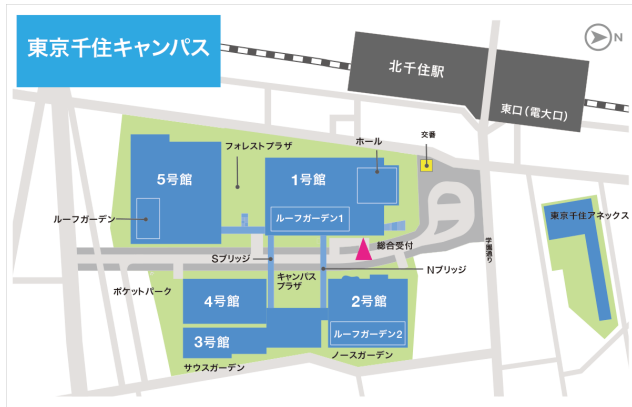 東京千住キャンパス
N
北千住駅
東口(電大口)
交番
ホール
フォレストプラザ
1号館
5号館
ルーフガーデン
ルーフガーデン1
総合受付
東京千住アネックス
学園通り
Sブリッジ
Nブリッジ
キャンパス
プラザ
ポケットパーク
4号館
2号館
3号館
ルーフガーデン2
サウスガーデン
ノースガーデン